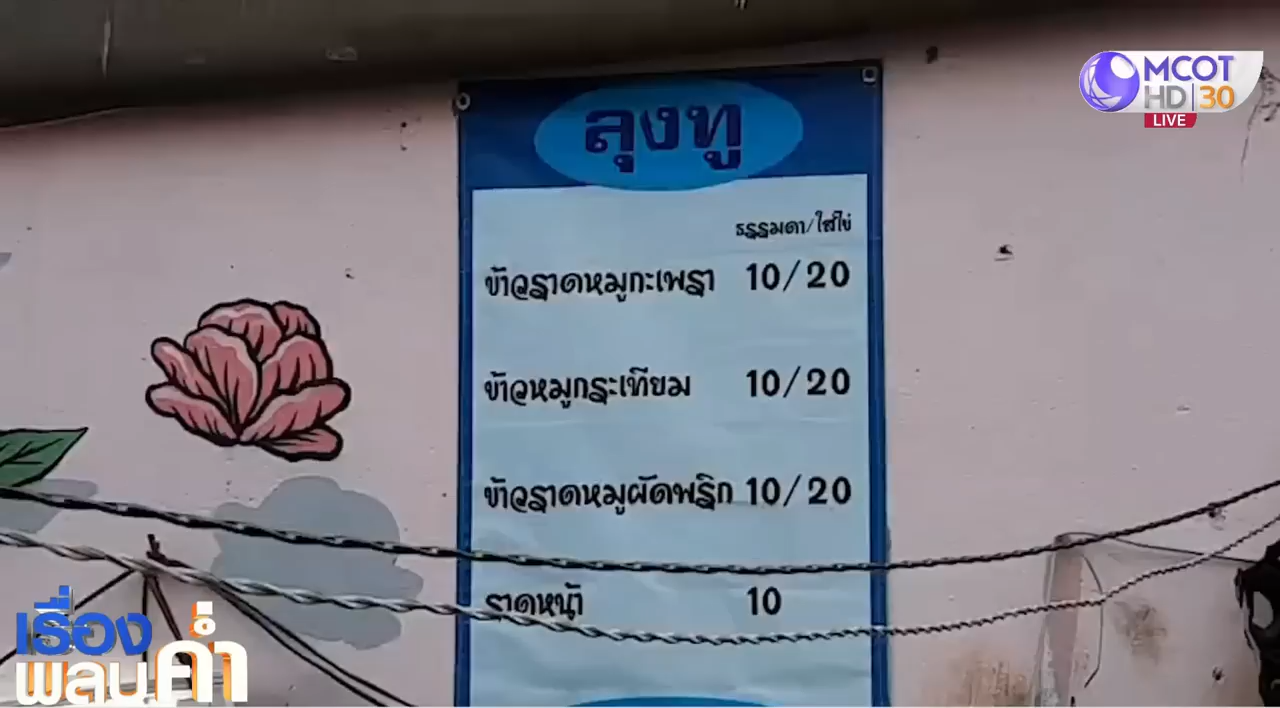 MCOT
HD 30
LIVE
ลุงทู
ธรรมดา/ใส่ไข่
ข้าวราดหมูกะเพรา 10/20
ข้าวหมูกระเทียม 10/20
ข้าวราดหมูผัดพริก 10/20
ราดหน้า 10
เรื่อง
พลบค่ำ